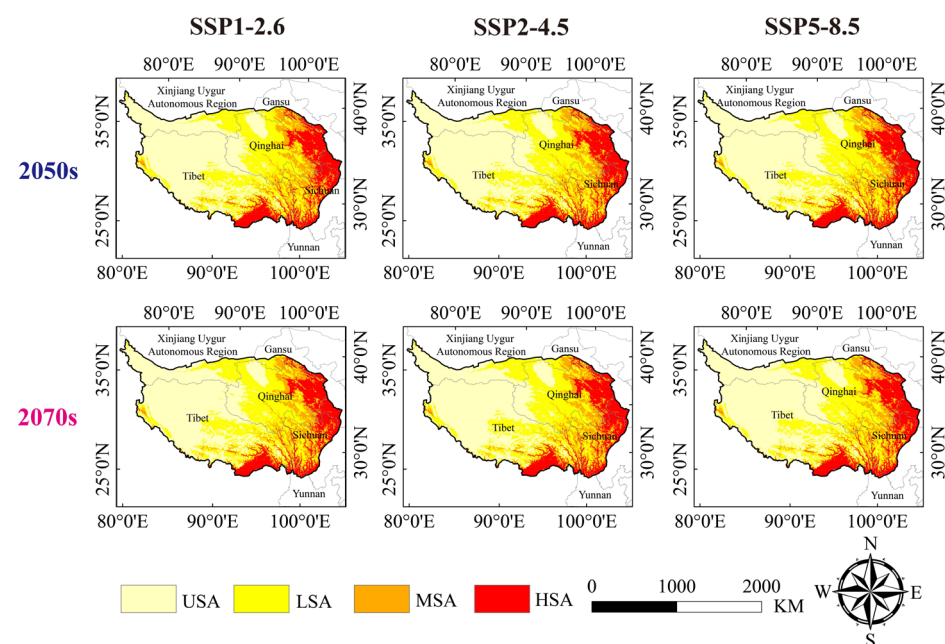 SSP1-2.6 SSP2-4.5 SSP5-8.5
80°0'E 90°0'E 100°0'E 80°0'E 90°0'E 100°0'E 80°0'E 90°0'E 100°0'E
2050s
35°0'N 25°0'N 40°0'N 30°0'N
Xinjiang Uygur
Autonomous Region
Gansu
Qinghai
Tibet
Sichuan
Yunnan
35°0'N 25°0'N 40°0'N 30°0'N
Xinjiang Uygur
Autonomous Region
Gansu
Qinghai
Tibet
Sichuan
Yunnan
35°0'N 25°0'N 40°0'N 30°0'N
Xinjiang Uygur
Autonomous Region
Gansu
Qinghai
Tibet
Sichuan
Yunnan
80°0'E 90°0'E 100°0'E 80°0'E 90°0'E 100°0'E 80°0'E 90°0'E 100°0'E
80°0'E 90°0'E 100°0'E 80°0'E 90°0'E 100°0'E 80°0'E 90°0'E 100°0'E
2070s
35°0'N 25°0'N 40°0'N 30°0'N
Xinjiang Uygur
Autonomous Region
Gansu
Qinghai
Tibet
Sichuan
Yunnan
35°0'N 25°0'N 40°0'N 30°0'N
Xinjiang Uygur
Autonomous Region
Gansu
Qinghai
Tibet
Sichuan
Yunnan
35°0'N 25°0'N 40°0'N 30°0'N
Xinjiang Uygur
Autonomous Region
Gansu
Qinghai
Tibet
Sichuan
Yunnan
80°0'E 90°0'E 100°0'E 80°0'E 90°0'E 100°0'E 80°0'E 90°0'E 100°0'E
USA LSA MSA HSA
0 1000 2000
KM
N
W E
S